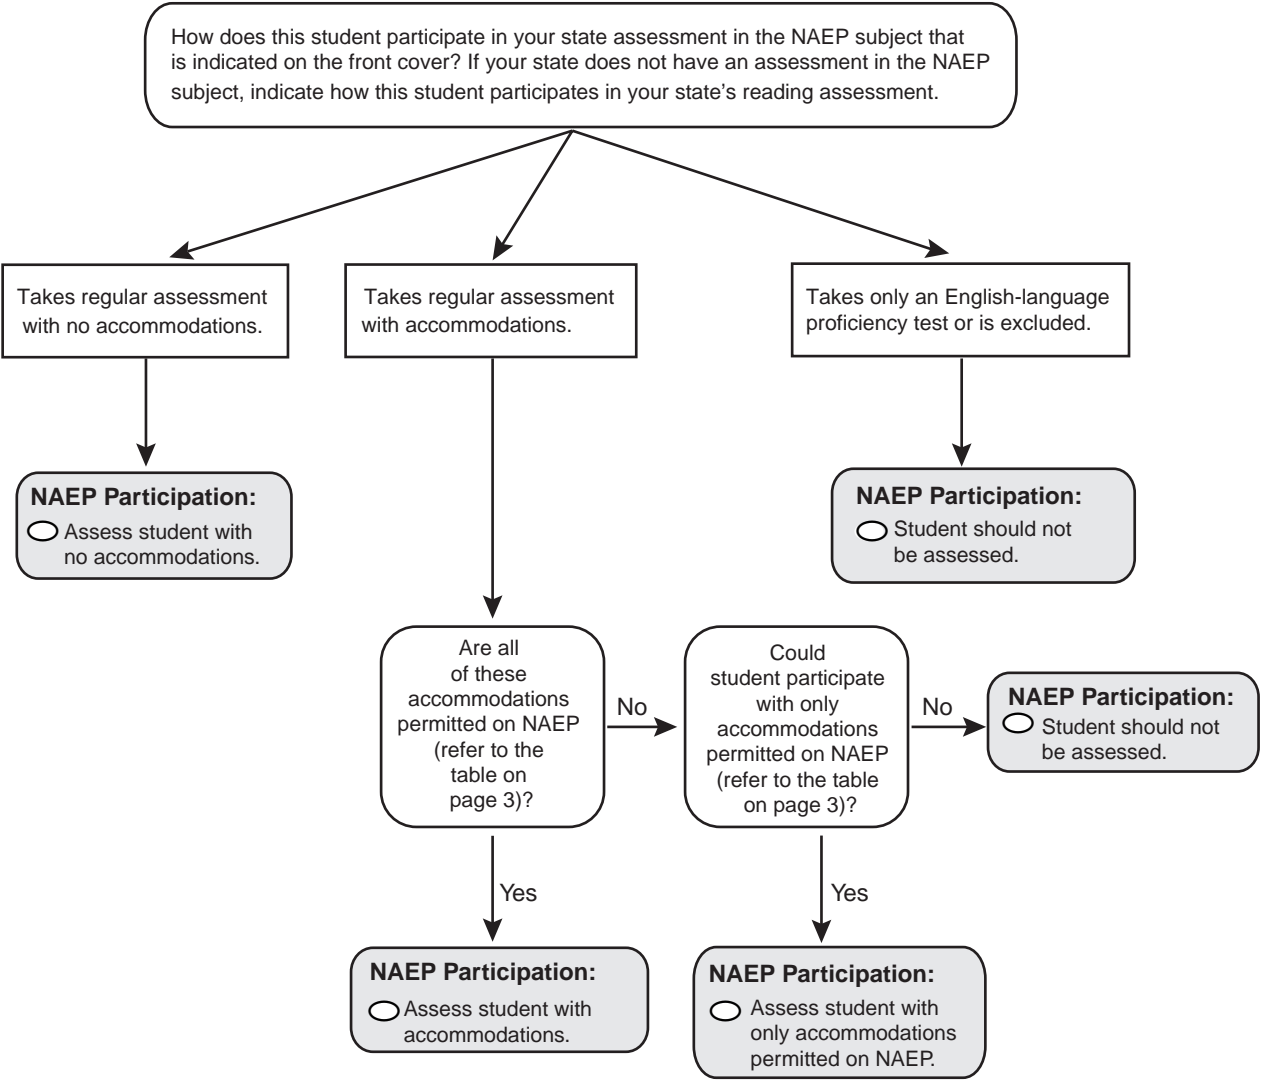 How does this student participate in your state assessment in the NAEP subject that
is indicated on the front cover? If your state does not have an assessment in the NAEP
subject, indicate how this student participates in your state’s reading assessment.
Takes regular assessment
with no accommodations.
Takes regular assessment
with accommodations.
Takes only an English-language
proficiency test or is excluded.
NAEP Participation:
Assess student with
no accommodations.
NAEP Participation:
Student should not
be assessed.
Are all
of these
accommodations
permitted on NAEP
(refer to the
table on
page 3)?
No
Could
student participate
with only
accommodations
permitted on NAEP
(refer to the table
on page 3)?
No
NAEP Participation:
Student should not
be assessed.
Yes
Yes
NAEP Participation:
Assess student with
accommodations.
NAEP Participation:
Assess student with
only accommodations
permitted on NAEP.